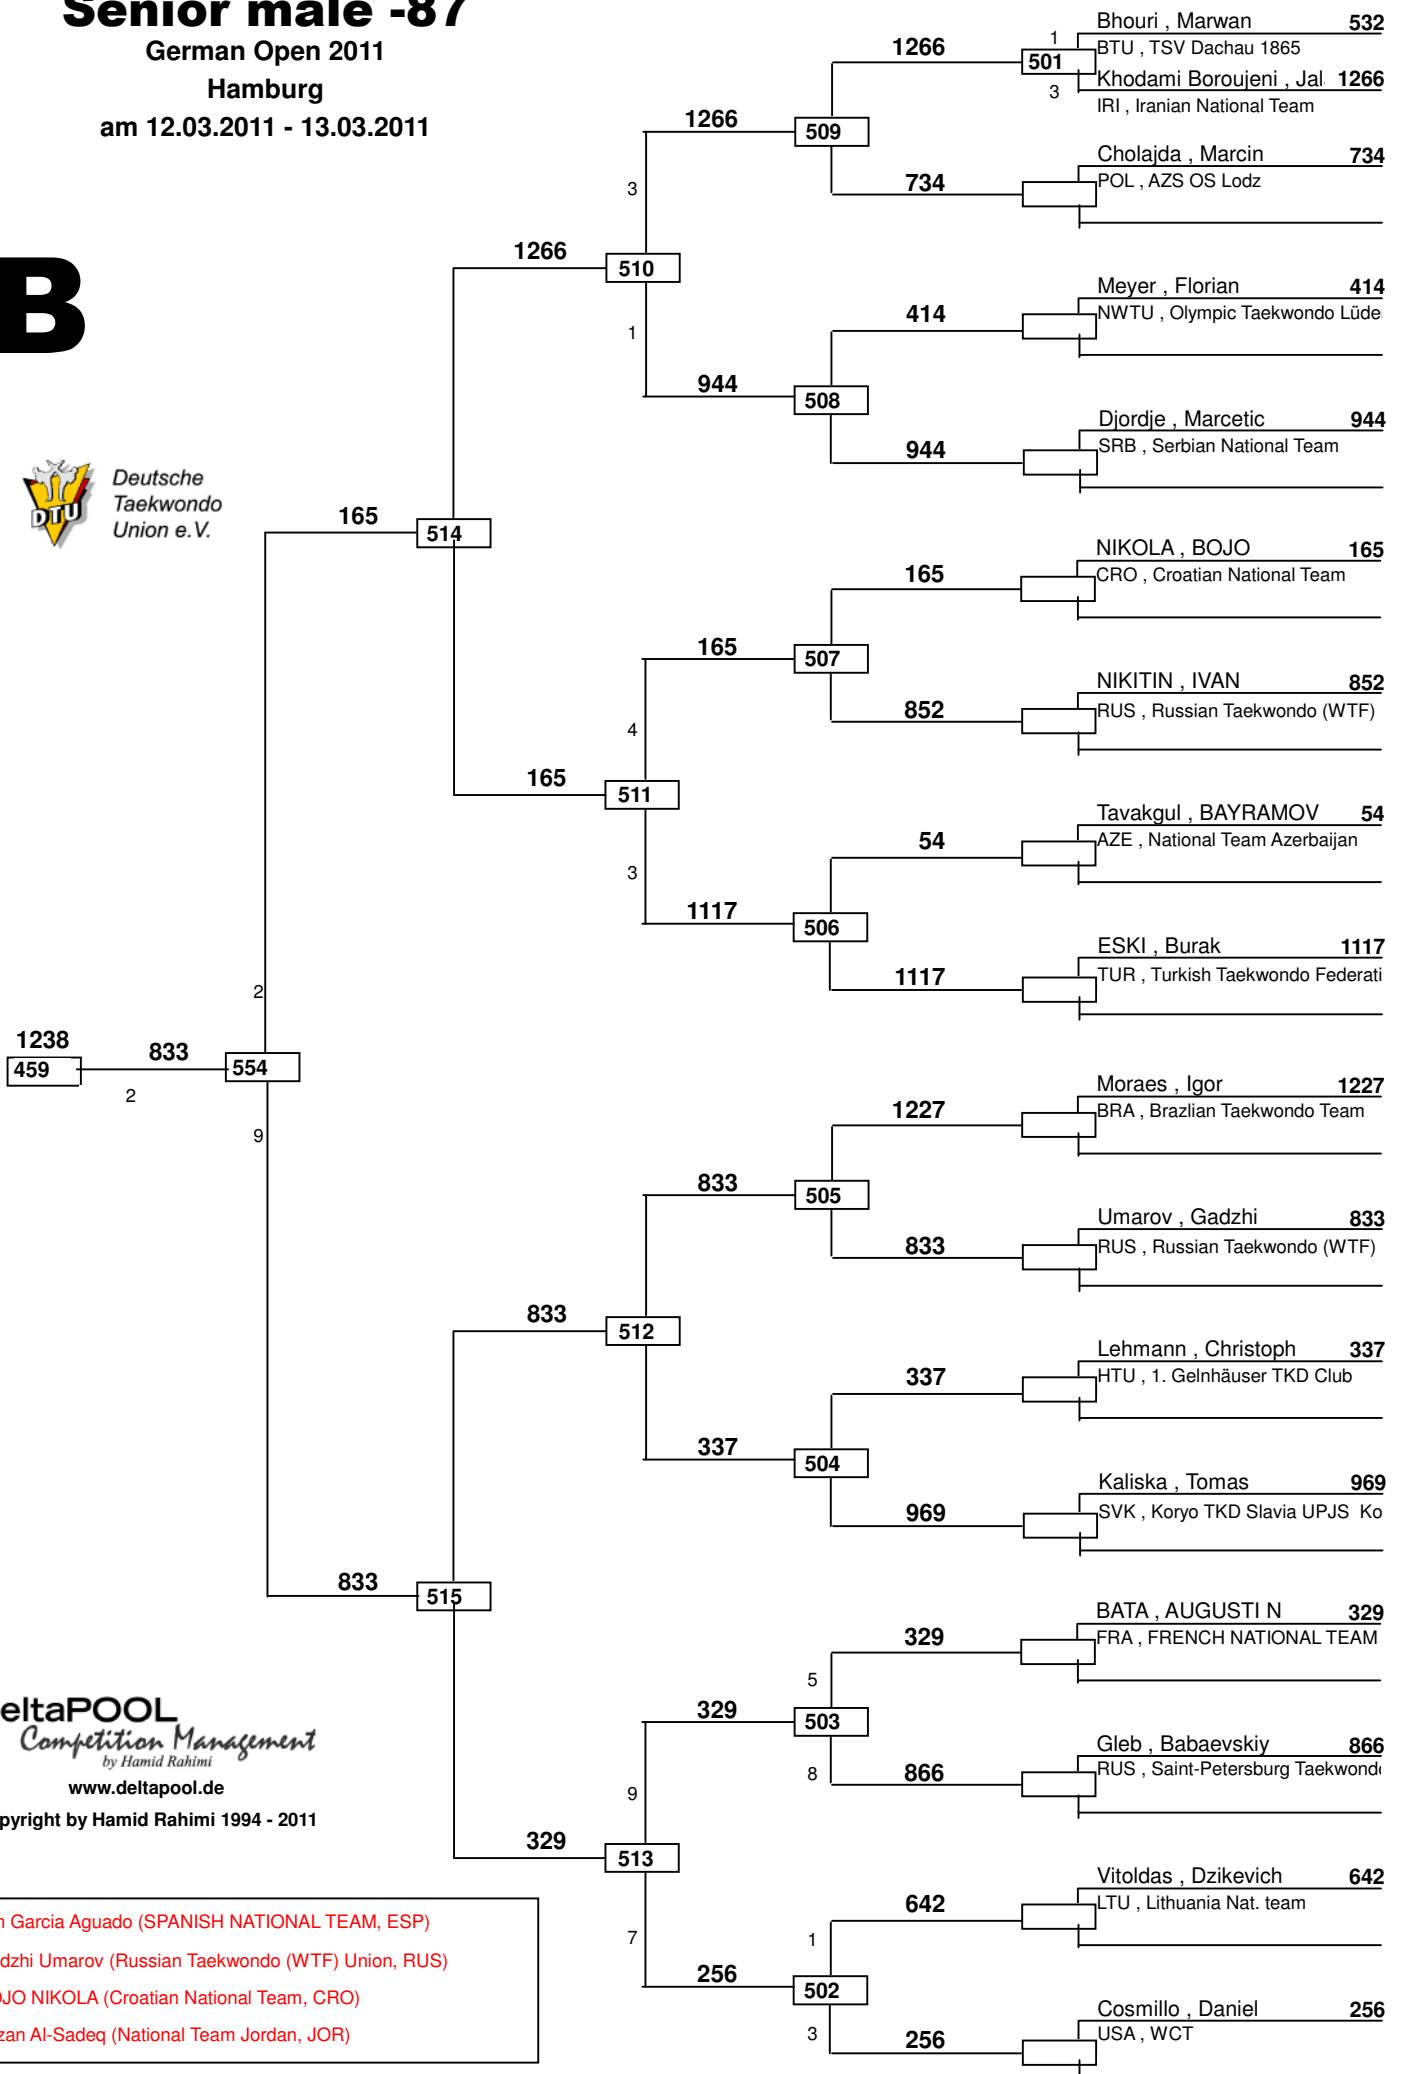 Senior male -87
German Open 2011
Hamburg
am 12.03.2011 - 13.03.2011
B
DTU
Deutsche
Taekwondo
Union e.V.
Bhouri , Marwan 532
1
BTU , TSV Dachau 1865
1266
501
Khodami Boroujeni , Jal 1266
3
IRI , Iranian National Team
1266
509
Cholajda , Marcin 734
POL , AZS OS Lodz
734
3
1266
510
Meyer , Florian 414
NWTU , Olympic Taekwondo Lüde
414
1
944
508
Djordje , Marcetic 944
SRB , Serbian National Team
944
165
514
NIKOLA , BOJO 165
CRO , Croatian National Team
165
165
507
NIKITIN , IVAN 852
RUS , Russian Taekwondo (WTF)
852
4
165
511
Tavakgul , BAYRAMOV 54
AZE , National Team Azerbaijan
54
3
1117
506
ESKI , Burak 1117
TUR , Turkish Taekwondo Federati
1117
2
1238
459
833
2
554
9
Moraes , Igor 1227
BRA , Brazlian Taekwondo Team
1227
833
505
Umarov , Gadzhi 833
RUS , Russian Taekwondo (WTF)
833
833
512
Lehmann , Christoph 337
HTU , 1. Gelnhäuser TKD Club
337
337
504
Kaliska , Tomas 969
SVK , Koryo TKD Slavia UPJS Ko
969
833
515
BATA , AUGUSTI N 329
FRA , FRENCH NATIONAL TEAM
329
5
329
503
8
Gleb , Babaevskiy 866
RUS , Saint-Petersburg Taekwond
866
9
329
513
7
Vitoldas , Dzikevich 642
LTU , Lithuania Nat. team
642
1
256
502
3
Cosmillo , Daniel 256
USA , WCT
256
eltaPOOL
Competition Management
by Hamid Rahimi
www.deltapool.de
pyright by Hamid Rahimi 1994 - 2011
n Garcia Aguado (SPANISH NATIONAL TEAM, ESP)
dzhi Umarov (Russian Taekwondo (WTF) Union, RUS)
OJO NIKOLA (Croatian National Team, CRO)
zan Al-Sadeq (National Team Jordan, JOR)